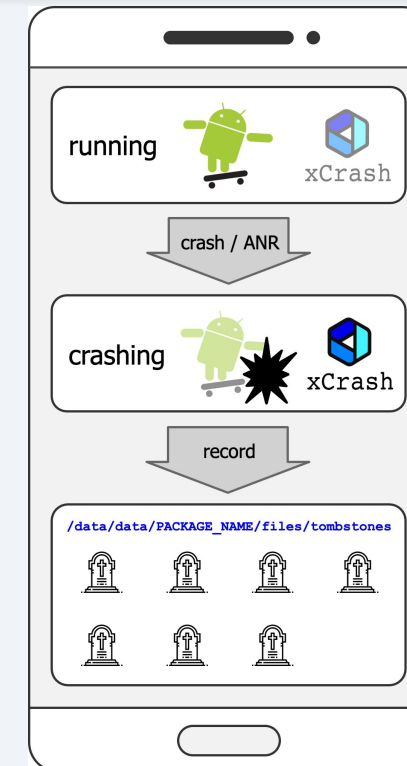 running
xCrash
crash / ANR
crashing
xCrash
record
/data/data/PACKAGE_NAME/files/tombstones